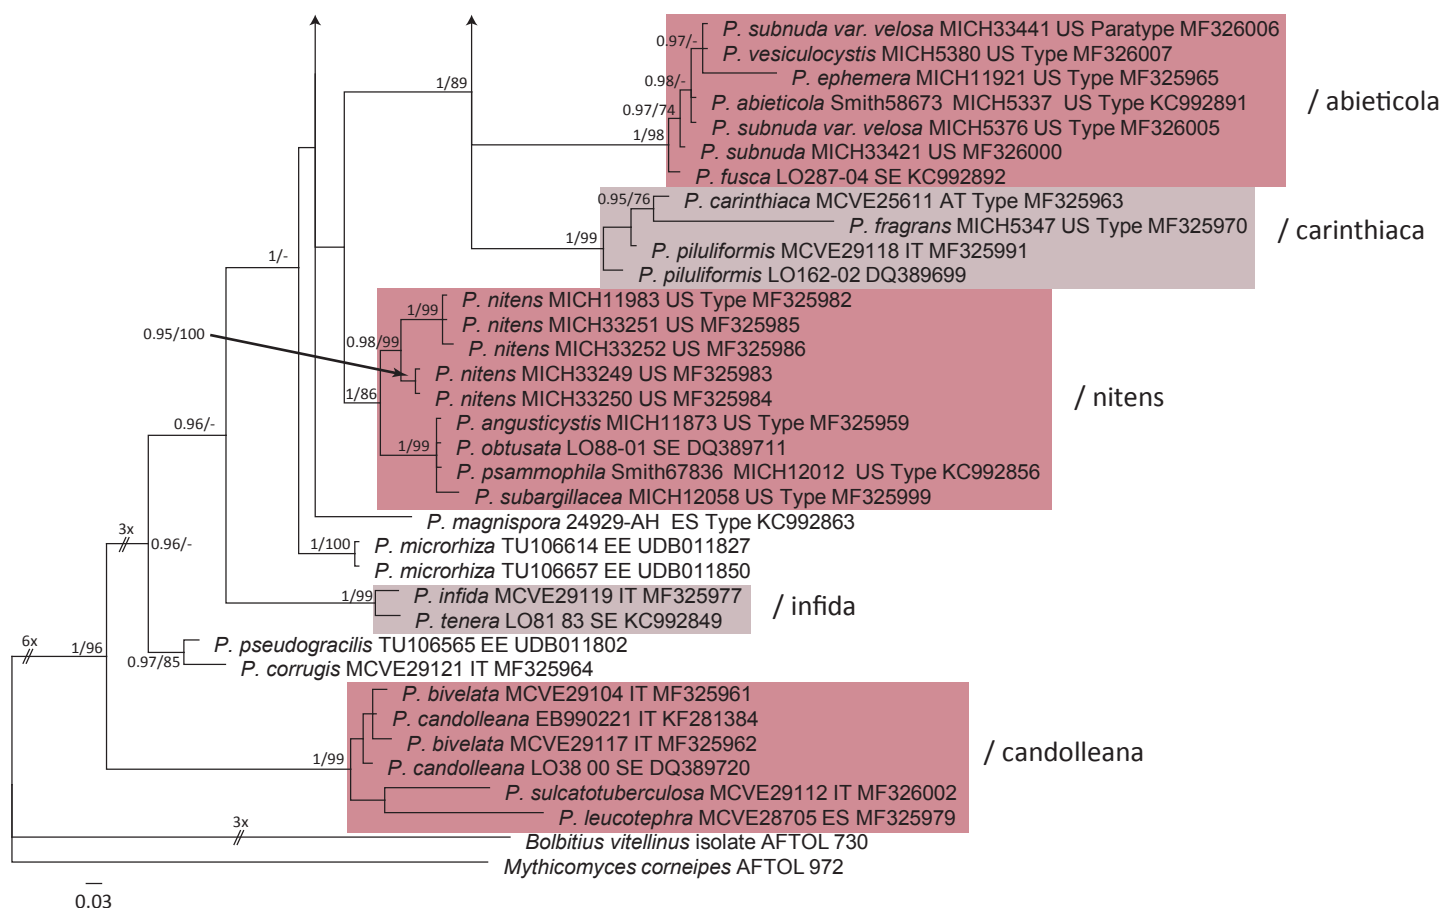 P. subnuda var. velosa MICH33441 US Paratype MF326006
0.97/-
P. vesiculocystis MICH5380 US Type MF326007
P. ephemera MICH11921 US Type MF325965
1/89
0.98/-
P. abieticola Smith58673 MICH5337 US Type KC992891
/ abieticola
0.97/74
P. subnuda var. velosa MICH5376 US Type MF326005
1/98
P. subnuda MICH33421 US MF326000
P. fusca LO287-04 SE KC992892
0.95/76
P. carinthiaca MCVE25611 AT Type MF325963
P. fragrans MICH5347 US Type MF325970
/ carinthiaca
1/99
P. piluliformis MCVE29118 IT MF325991
1/-
P. piluliformis LO162-02 DQ389699
P. nitens MICH11983 US Type MF325982
1/99
P. nitens MICH33251 US MF325985
0.95/100
0.98/99
P. nitens MICH33252 US MF325986
P. nitens MICH33249 US MF325983
1/86
P. nitens MICH33250 US MF325984
/ nitens
P. angusticystis MICH11873 US Type MF325959
0.96/-
1/99
P. obtusata LO88-01 SE DQ389711
P. psammophila Smith67836 MICH12012 US Type KC992856
P. subargillacea MICH12058 US Type MF325999
P. magnispora 24929-AH ES Type KC992863
3x
0.96/-
1/100
P. microrhiza TU106614 EE UDB011827
P. microrhiza TU106657 EE UDB011850
1/99
P. infida MCVE29119 IT MF325977
/ infida
P. tenera LO81 83 SE KC992849
6x
1/96
P. pseudogracilis TU106565 EE UDB011802
0.97/85
P. corrugis MCVE29121 IT MF325964
P. bivelata MCVE29104 IT MF325961
P. candolleana EB990221 IT KF281384
P. bivelata MCVE29117 IT MF325962
/ candolleana
1/99
P. candolleana LO38 00 SE DQ389720
P. sulcatotuberculosa MCVE29112 IT MF326002
P. leucotephra MCVE28705 ES MF325979
3x
Bolbitius vitellinus isolate AFTOL 730
Mythicomyces corneipes AFTOL 972
0.03